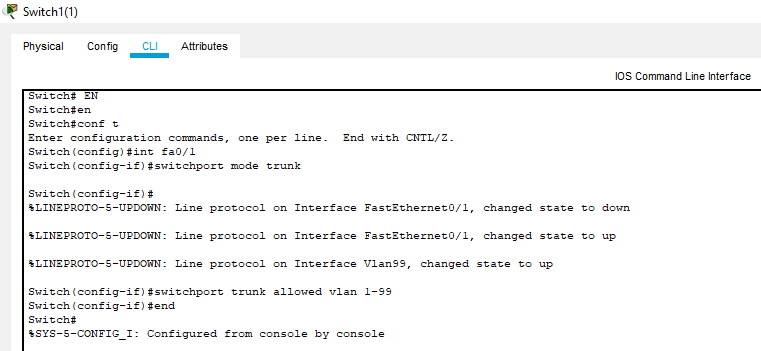 Switch1(1)
Physical Config CLI Attributes
IOS Command Line Interface
Switch# EN
Switch#en
Switch#conf t
Enter configuration commands, one per line.  End with CNTL/Z.
Switch(config)#int fa0/1
Switch(config-if)#switchport mode trunk
Switch(config-if)#
%LINEPROTO-5-UPDOWN: Line protocol on Interface FastEthernet0/1, changed state to down
%LINEPROTO-5-UPDOWN: Line protocol on Interface FastEthernet0/1, changed state to up
%LINEPROTO-5-UPDOWN: Line protocol on Interface Vlan99, changed state to up
Switch(config-if)#switchport trunk allowed vlan 1-99
Switch(config-if)#end
Switch#
%SYS-5-CONFIG_I: Configured from console by console